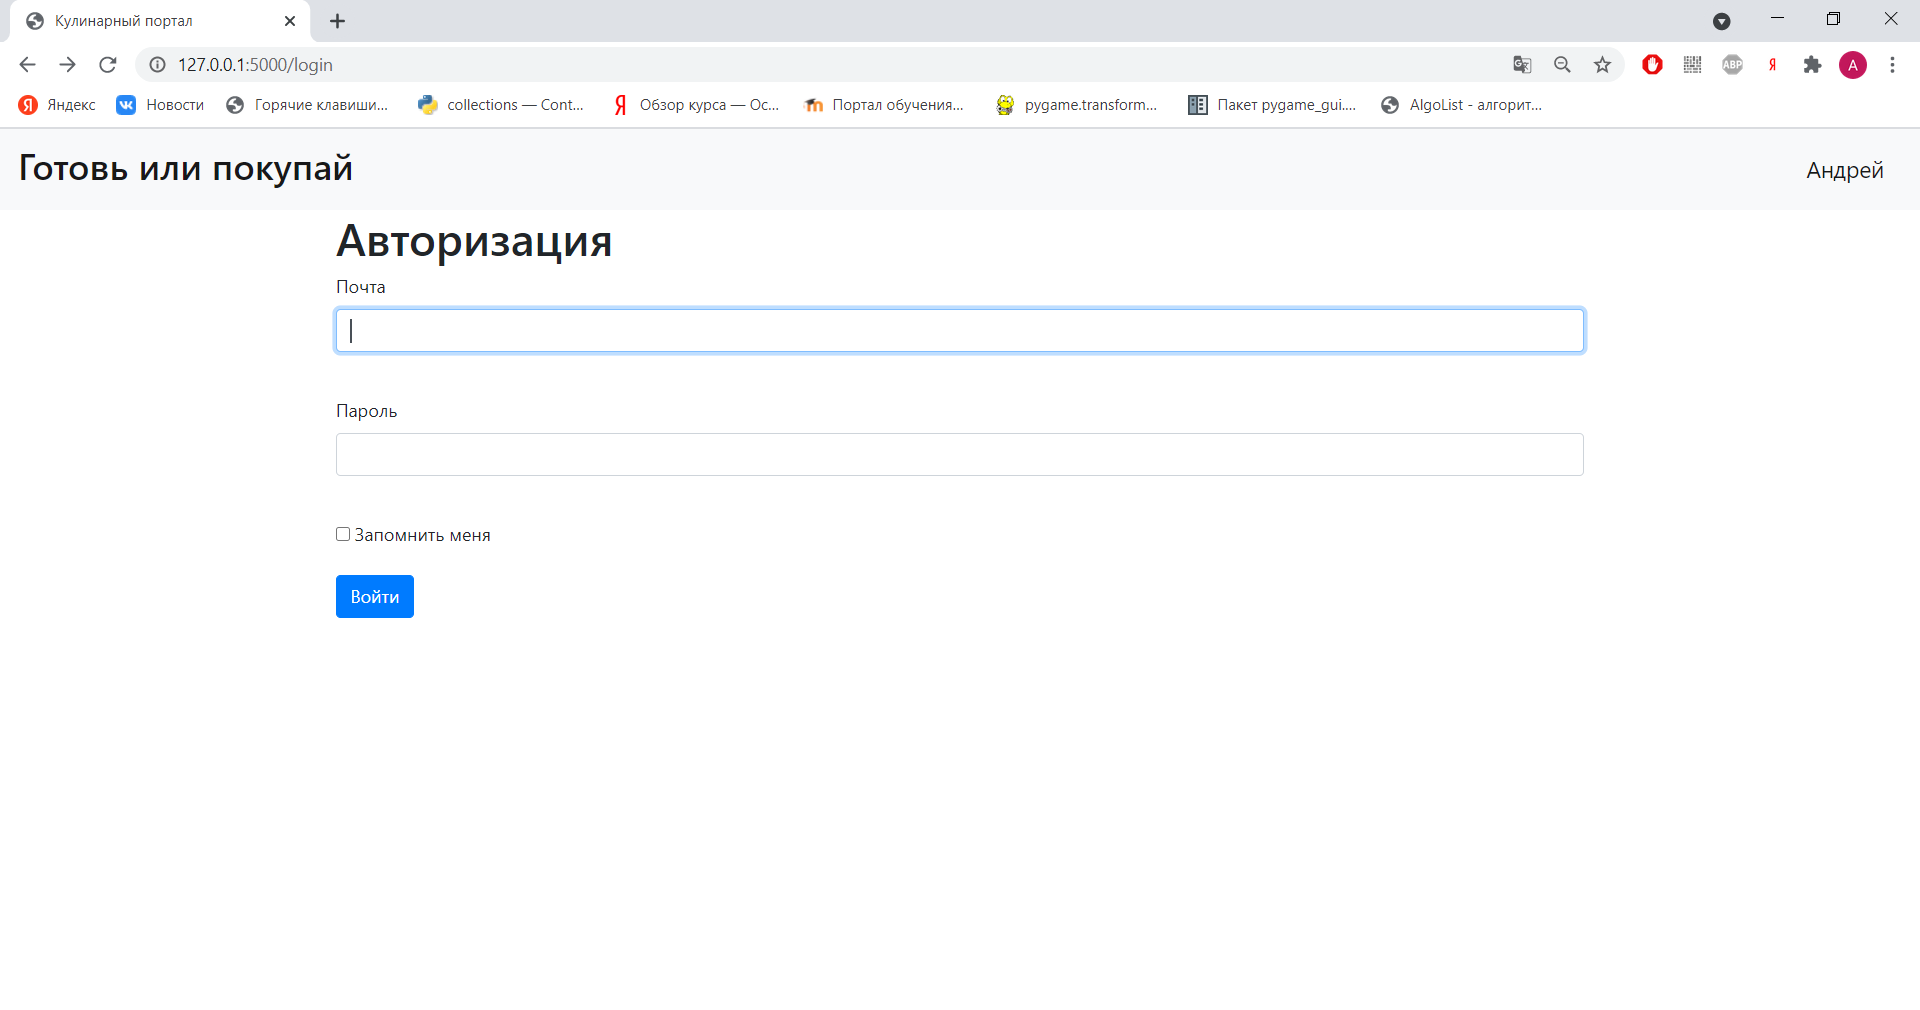 Кулинарный портал
127.0.0.1:5000/login
Яндекс Новости Горячие клавиши... collections — Cont... Обзор курса — Ос... Портал обучения... pygame.transform... Пакет pygame_gui.... AlgoList - алгорит...
Готовь или покупай
Андрей
Авторизация
Почта
Пароль
Запомнить меня
Войти